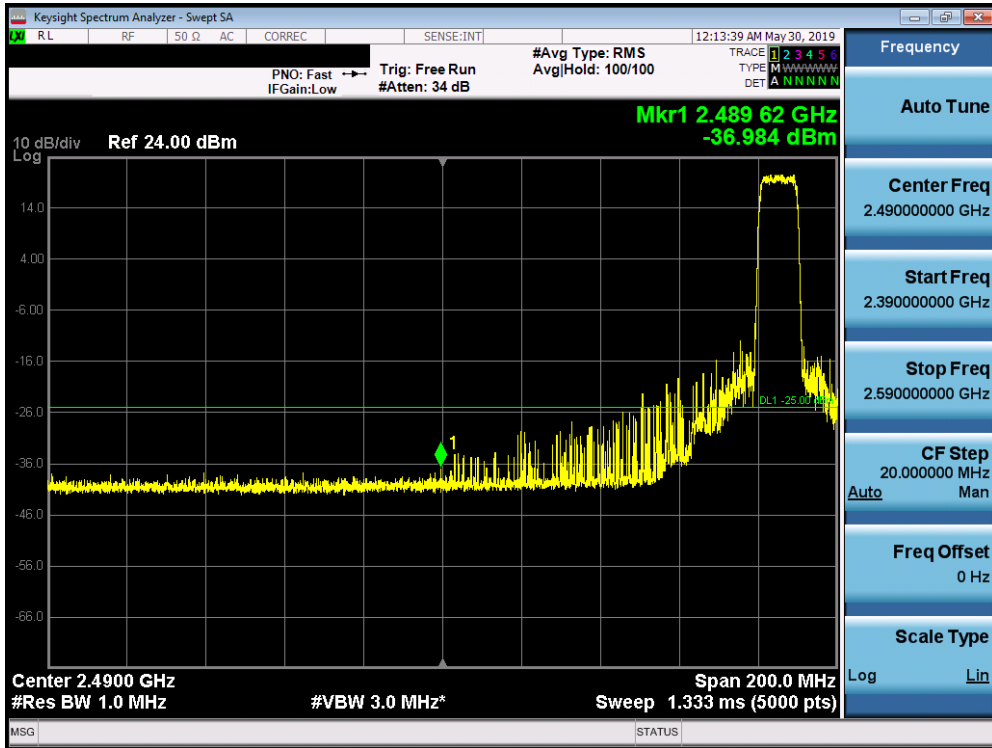 Keysight Spectrum Analyzer - Swept SA
LXI RL RF 50 Ω AC CORREC SENSE:INT 12:13:39 AM May 30, 2019
PNO: Fast Trig: Free Run #Avg Type: RMS TRACE 1 2 3 4 5 6
IFGain:Low #Atten: 34 dB Avg|Hold: 100/100 TYPE M WWWWW
DET A N N N N N
Mkr1 2.489 62 GHz
-36.984 dBm
10 dB/div Ref 24.00 dBm
Log
14.0
4.00
-6.00
-16.0
-26.0
-36.0
-46.0
-56.0
-66.0
1
DL1 -25.00 dBm
Center 2.4900 GHz Span 200.0 MHz
#Res BW 1.0 MHz #VBW 3.0 MHz* Sweep 1.333 ms (5000 pts)
MSG STATUS
Frequency
Auto Tune
Center Freq
2.490000000 GHz
Start Freq
2.390000000 GHz
Stop Freq
2.590000000 GHz
CF Step
20.000000 MHz
Auto Man
Freq Offset
0 Hz
Scale Type
Log Lin